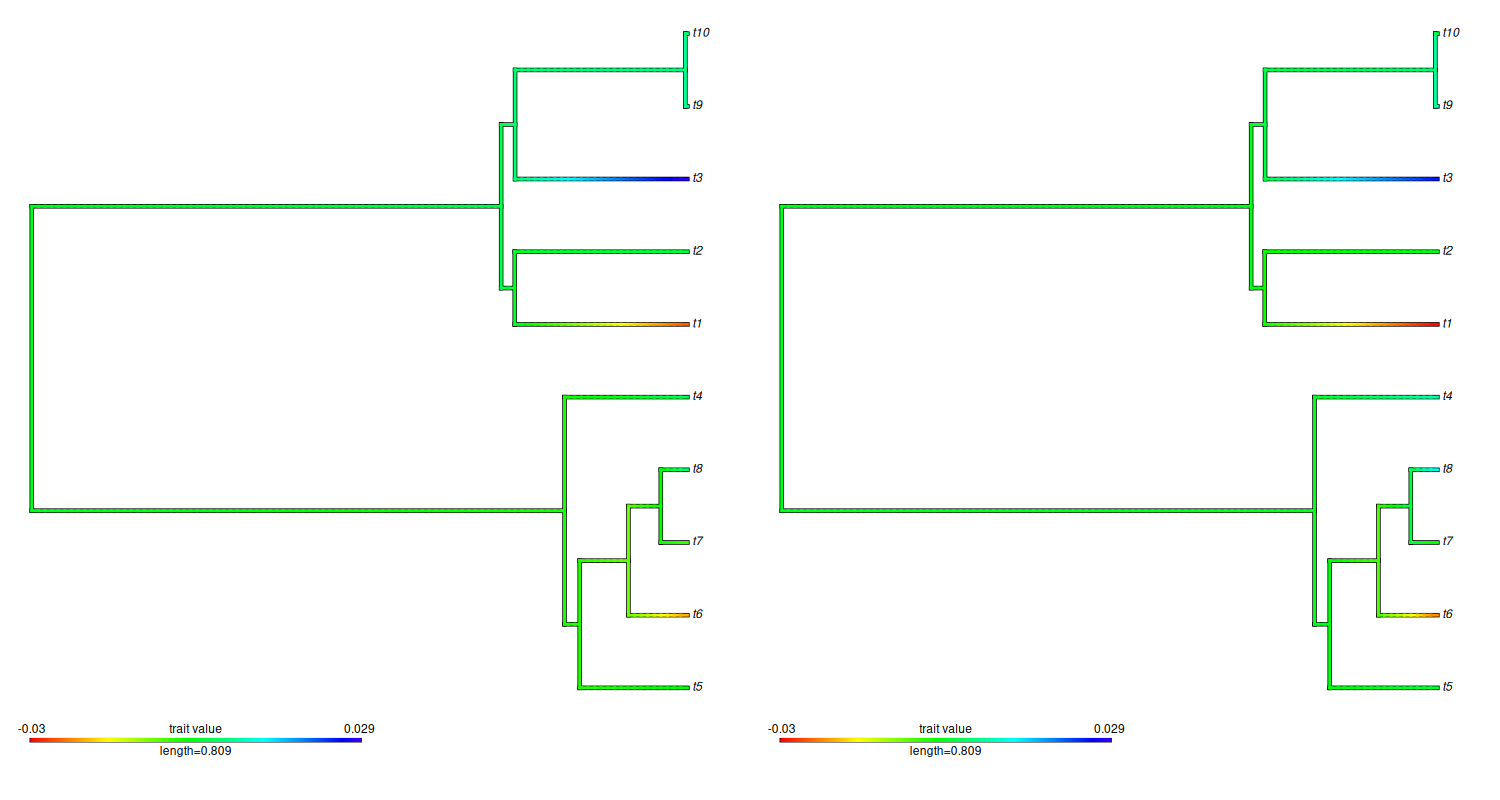 t10
t9
t3
t2
t1
t4
t8
t7
t6
t5
-0.03 trait value 0.029
length=0.809
t10
t9
t3
t2
t1
t4
t8
t7
t6
t5
-0.03 trait value 0.029
length=0.809